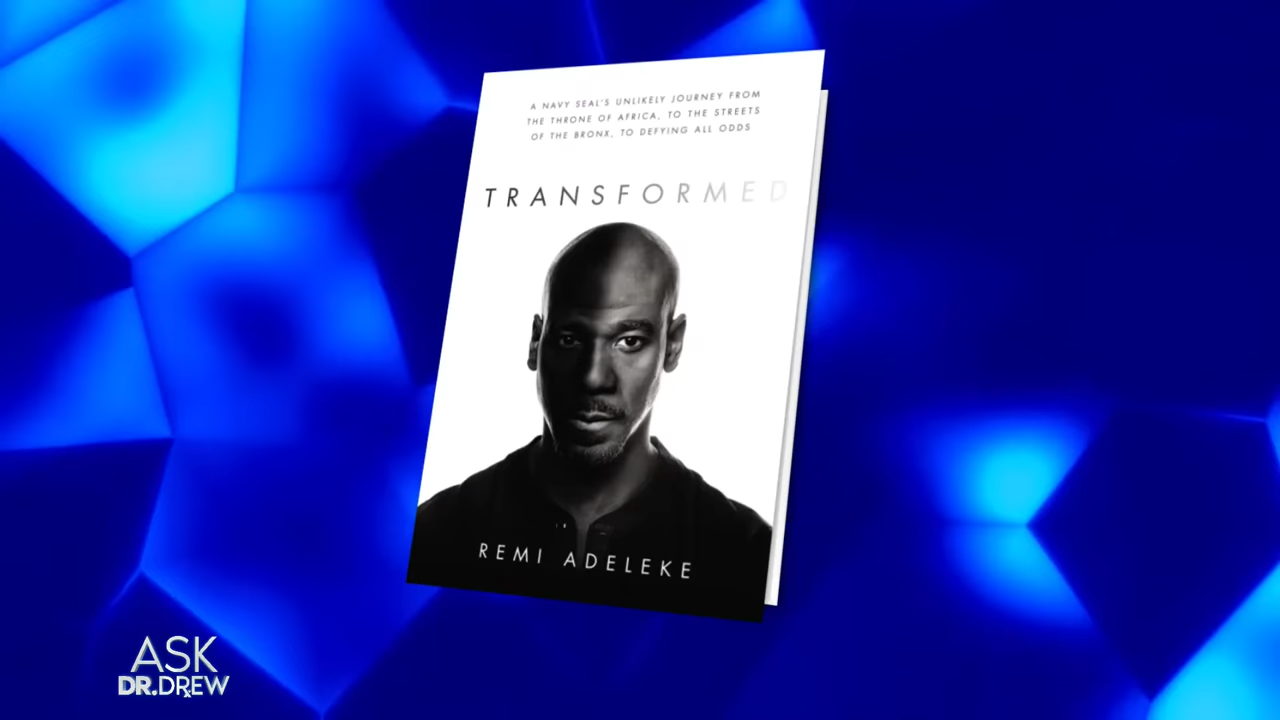 A NAVY SEAL'S UNLIKELY JOURNEY FROM
THE THRONE OF AFRICA, TO THE STREETS
OF THE BRONX, TO DEFYING ALL ODDS
TRANSFORMED
REMI ADELEKE
ASK
DR.DREW